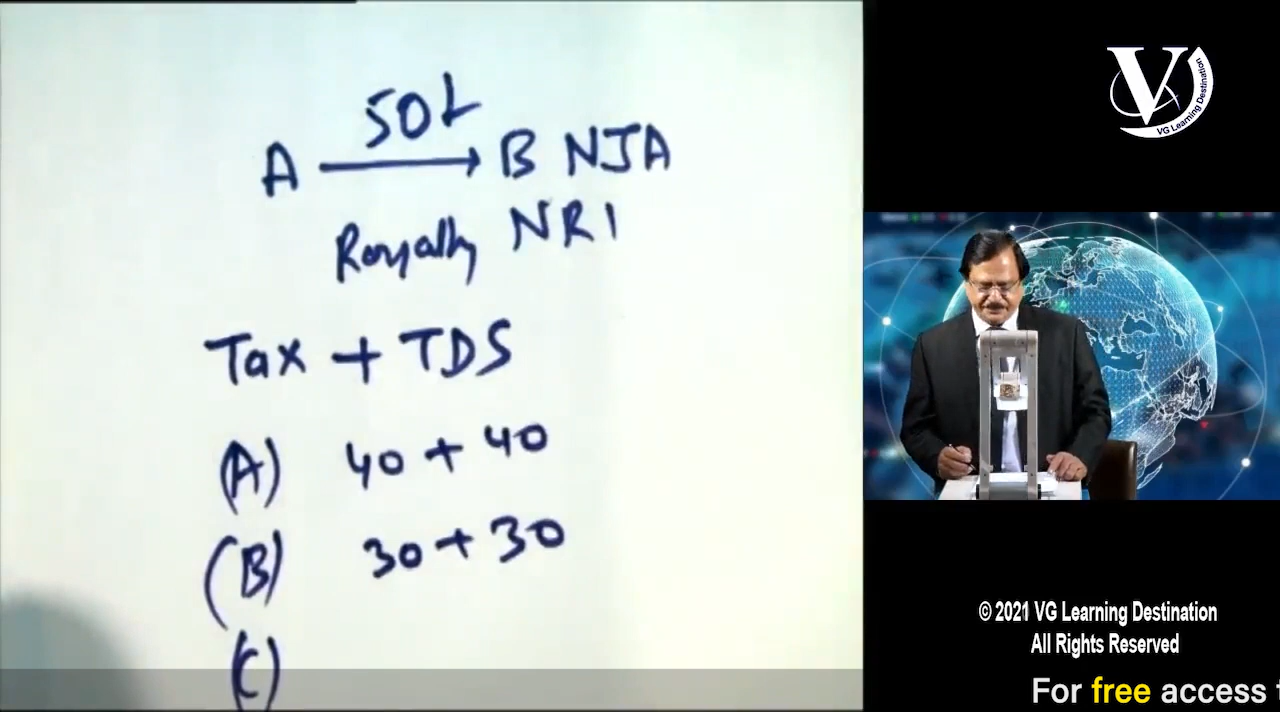 50L
A → B NJA
Royalty NRI
Tax + TDS
(A) 40 + 40
(B) 30 + 30
(C)
V
VG Learning Destination
© 2021 VG Learning Destination
All Rights Reserved
For free access